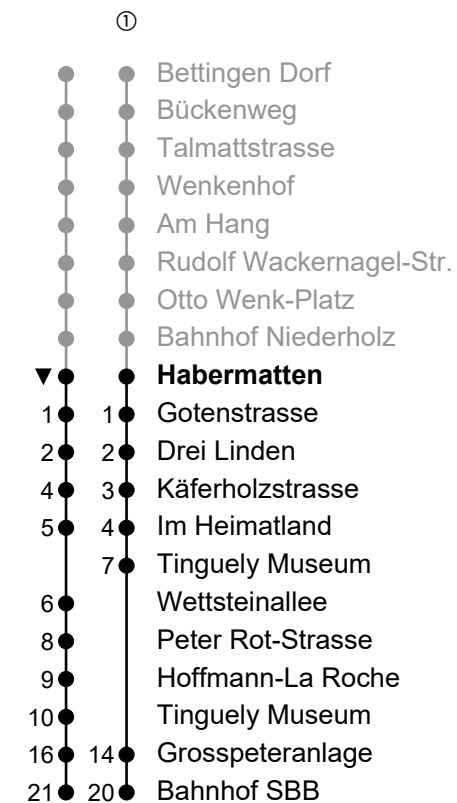 ①
Bettingen Dorf
Bückenweg
Talmattstrasse
Wenkenhof
Am Hang
Rudolf Wackernagel-Str.
Otto Wenk-Platz
Bahnhof Niederholz
▼ Habermatten
1 1 Gotenstrasse
2 2 Drei Linden
4 3 Käferholzstrasse
5 4 Im Heimatland
7 Tinguely Museum
6 Wettsteinallee
8 Peter Rot-Strasse
9 Hoffmann-La Roche
10 Tinguely Museum
16 14 Grosspeteranlage
21 20 Bahnhof SBB